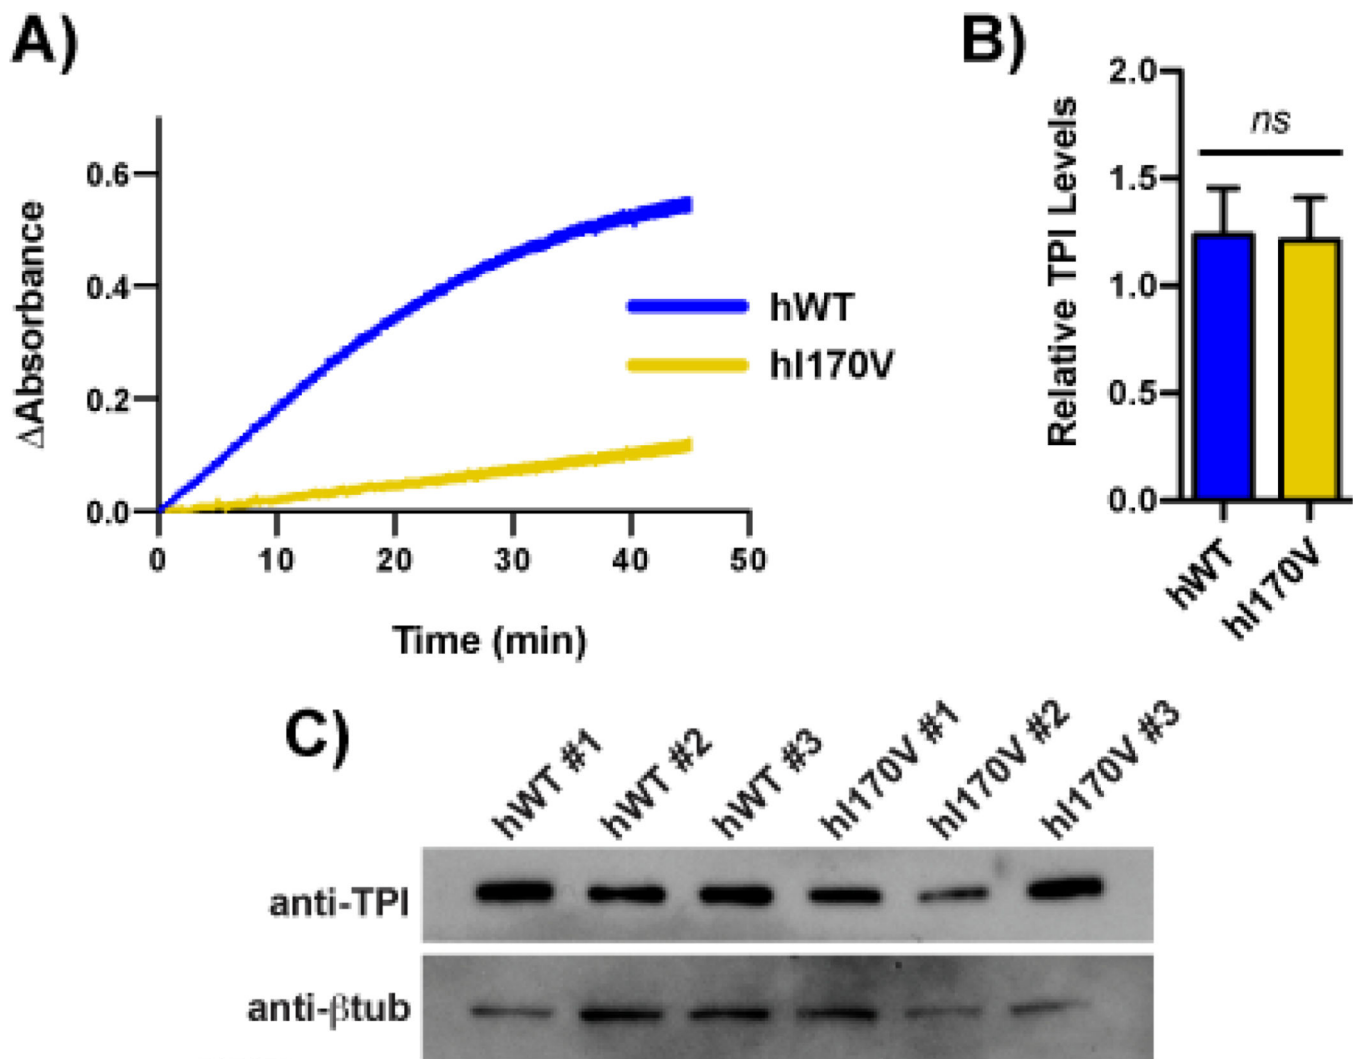 A)
ΔAbsorbance
0.6
0.4
0.2
0.0
0 10 20 30 40 50
Time (min)
hWT
hI170V
B)
Relative TPI Levels
2.0
1.5
1.0
0.5
0.0
ns
hWT
hI170V
C)
hWT #1
hWT #2
hWT #3
hI170V #1
hI170V #2
hI170V #3
anti-TPI
anti-βtub